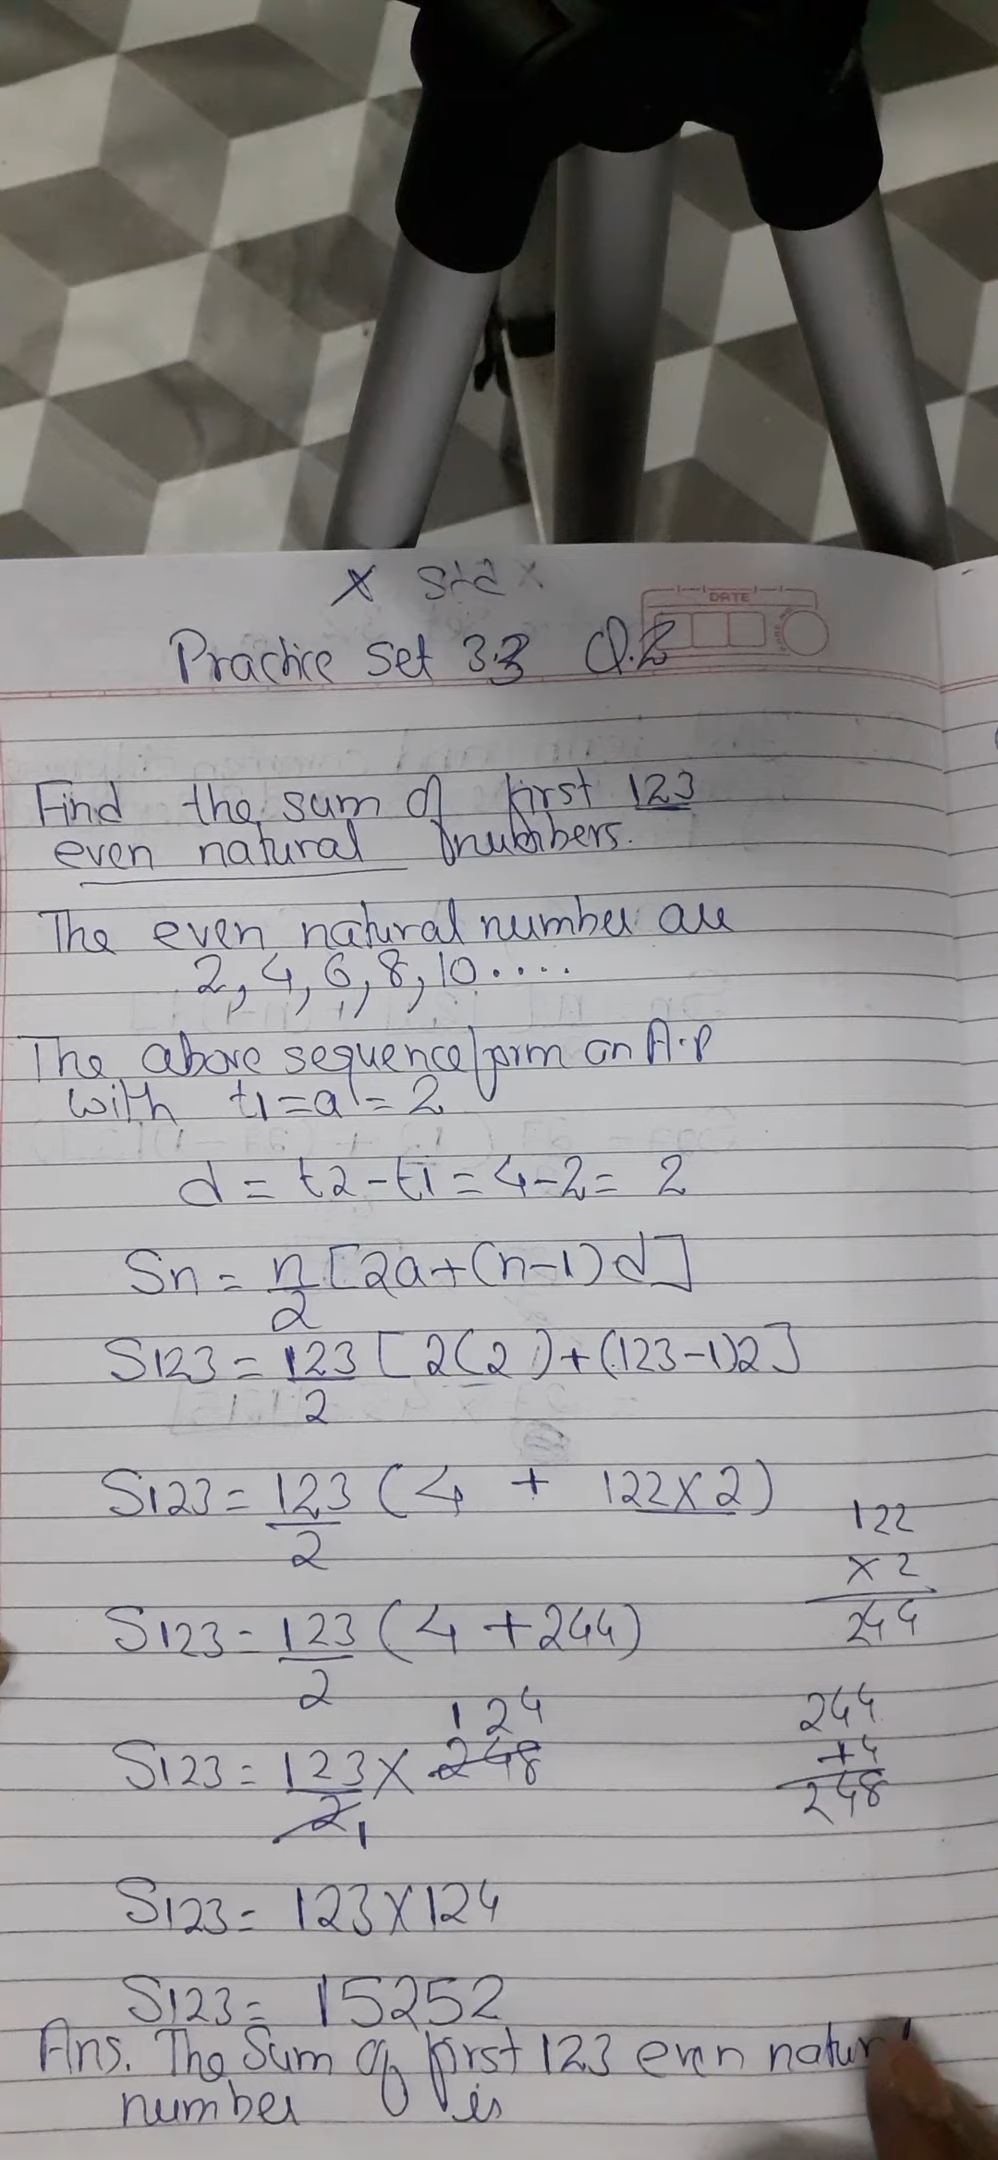 x Std x
DATE
Practice Set 3.3 Q.2
Find the sum of first 123
even natural numbers.
The even natural number are
2, 4, 6, 8, 10....
The above sequence form an A.P
with t1 = a = 2
d = t2 - t1 = 4 - 2 = 2
Sn = n/2 [2a + (n-1) d]
S123 = 123/2 [2(2) + (123-1)2]
S123 = 123/2 (4 + 122 x 2)
122
x 2
244
S123 = 123/2 (4 + 244)
124
S123 = 123/2 x 248
1
244
+4
248
S123 = 123 x 124
S123 = 15252
Ans. The Sum of first 123 even natur
number is